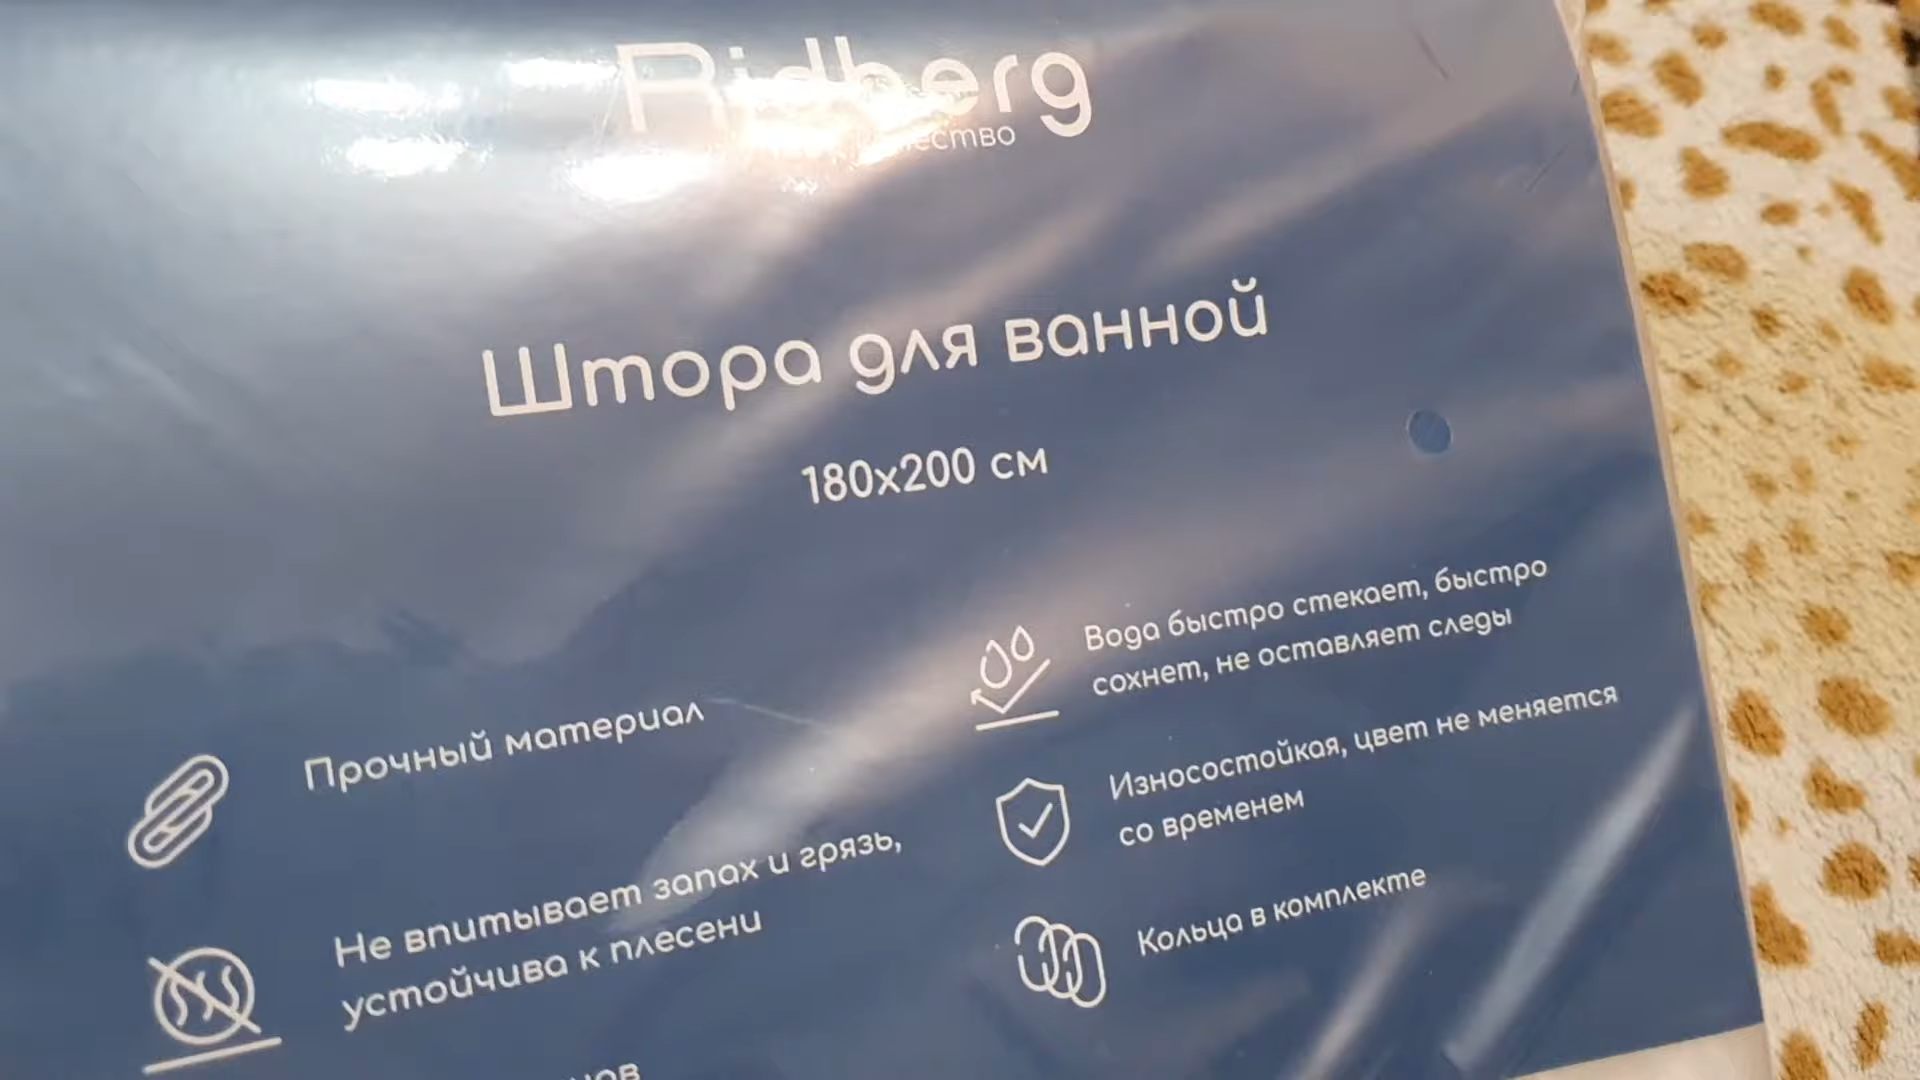 Ridberg
Штора для ванной
180х200 см
Прочный материал
Не впитывает запах и грязь,
устойчива к плесени
Вода быстро стекает, быстро
сохнет, не оставляет следы
Износостойкая, цвет не меняется
со временем
Кольца в комплекте